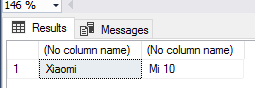 146 %
Results Messages
(No column name) (No column name)
1 Xiaomi Mi 10